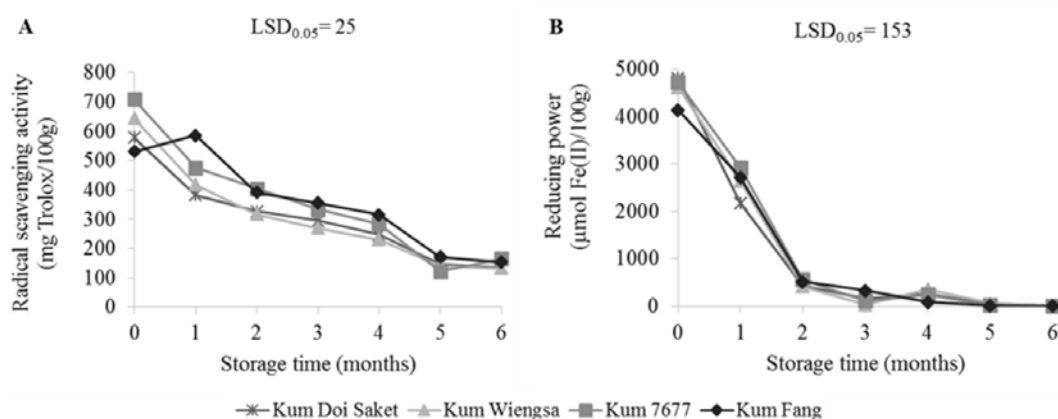 A
LSD0.05= 25
Radical scavenging activity
(mg Trolox/100g)
800
700
600
500
400
300
200
100
0
0 1 2 3 4 5 6
Storage time (months)
B
LSD0.05= 153
Reducing power
(µmol Fe(II)/100g)
5000
4000
3000
2000
1000
0
0 1 2 3 4 5 6
Storage time (months)
Kum Doi Saket Kum Wiengsa Kum 7677 Kum Fang